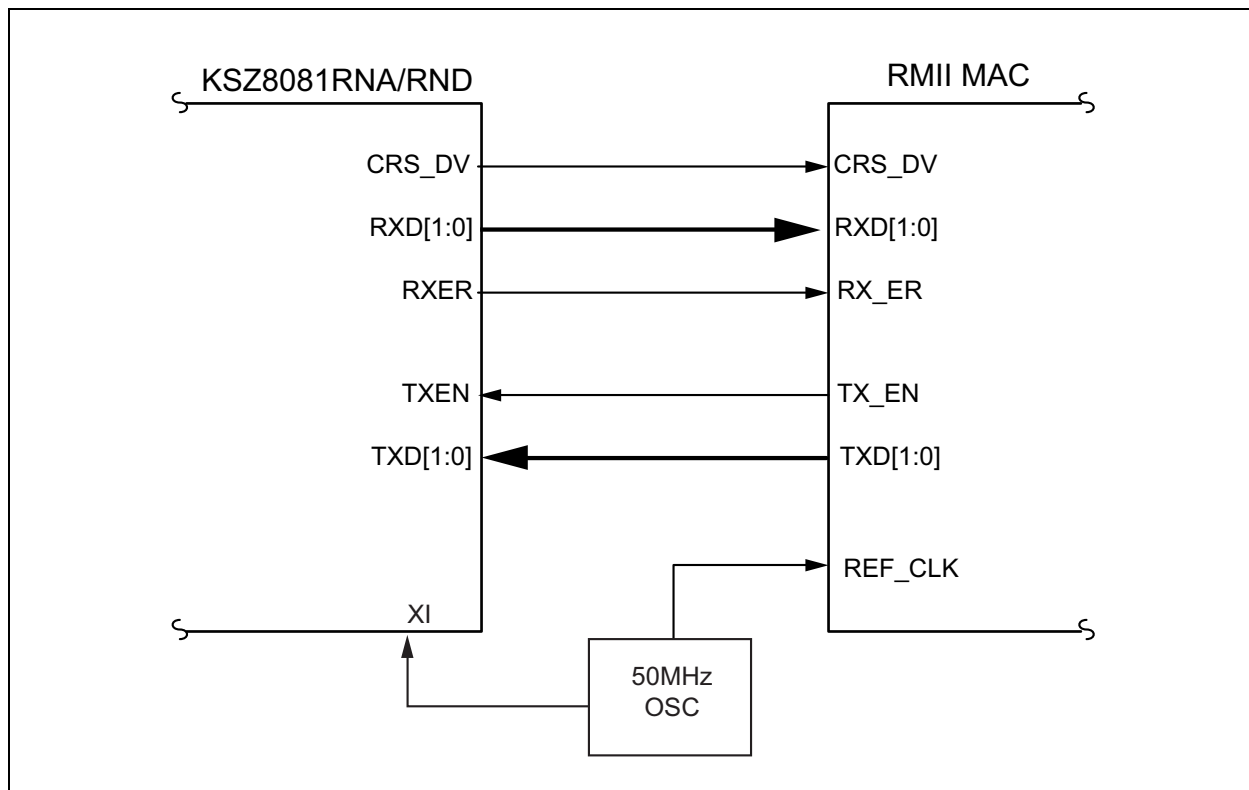 KSZ8081RNA/RND
RMII MAC
CRS_DV
CRS_DV
RXD[1:0]
RXD[1:0]
RXER
RX_ER
TXEN
TX_EN
TXD[1:0]
TXD[1:0]
REF_CLK
XI
50MHz
OSC